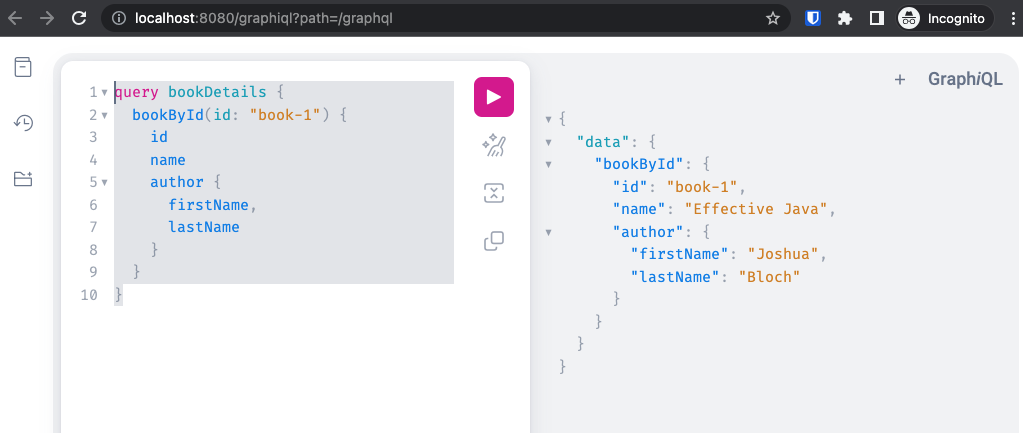 localhost:8080/graphiql?path=/graphql
Incognito
+ GraphiQL
1 query bookDetails {
2 bookById(id: "book-1") {
3 id
4 name
5 author {
6 firstName,
7 lastName
8 }
9 }
10 }
{
"data": {
"bookById": {
"id": "book-1",
"name": "Effective Java",
"author": {
"firstName": "Joshua",
"lastName": "Bloch"
}
}
}
}